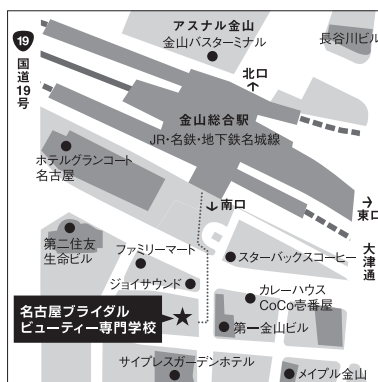 アスナル金山
金山バスターミナル
長谷川ビル
19
国道19号
北口
金山総合駅
JR・名鉄・地下鉄名城線
ホテルグランコート
名古屋
南口
東口
大津通
第二住友
生命ビル
ファミリーマート
スターバックスコーヒー
ジョイサウンド
カレーハウス
CoCo壱番屋
名古屋ブライダル
ビューティー専門学校
第一金山ビル
サイプレスガーデンホテル
メイプル金山